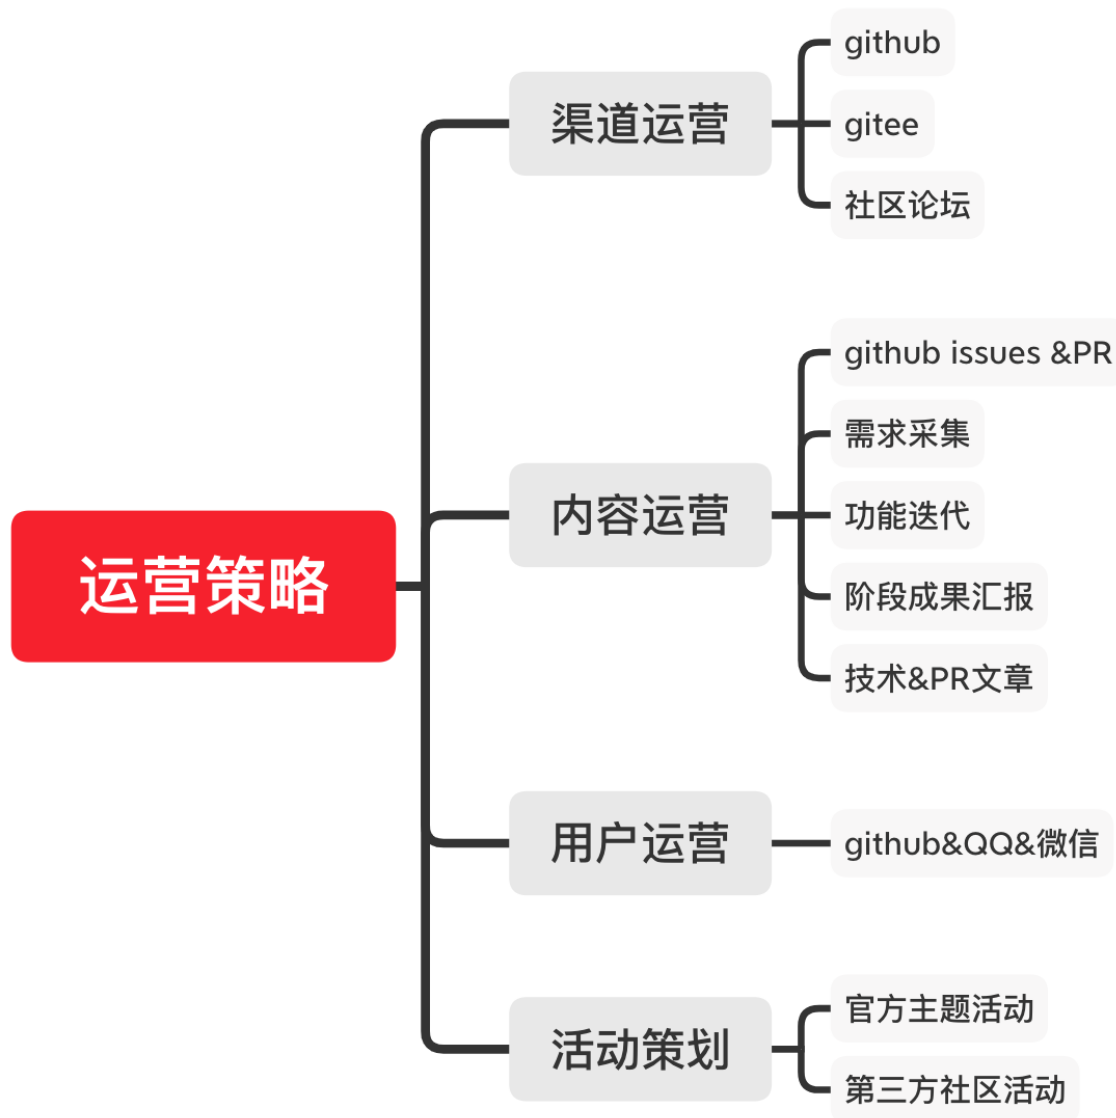 运营策略
渠道运营
github
gitee
社区论坛
内容运营
github issues &PR
需求采集
功能迭代
阶段成果汇报
技术&PR文章
用户运营
github&QQ&微信
活动策划
官方主题活动
第三方社区活动